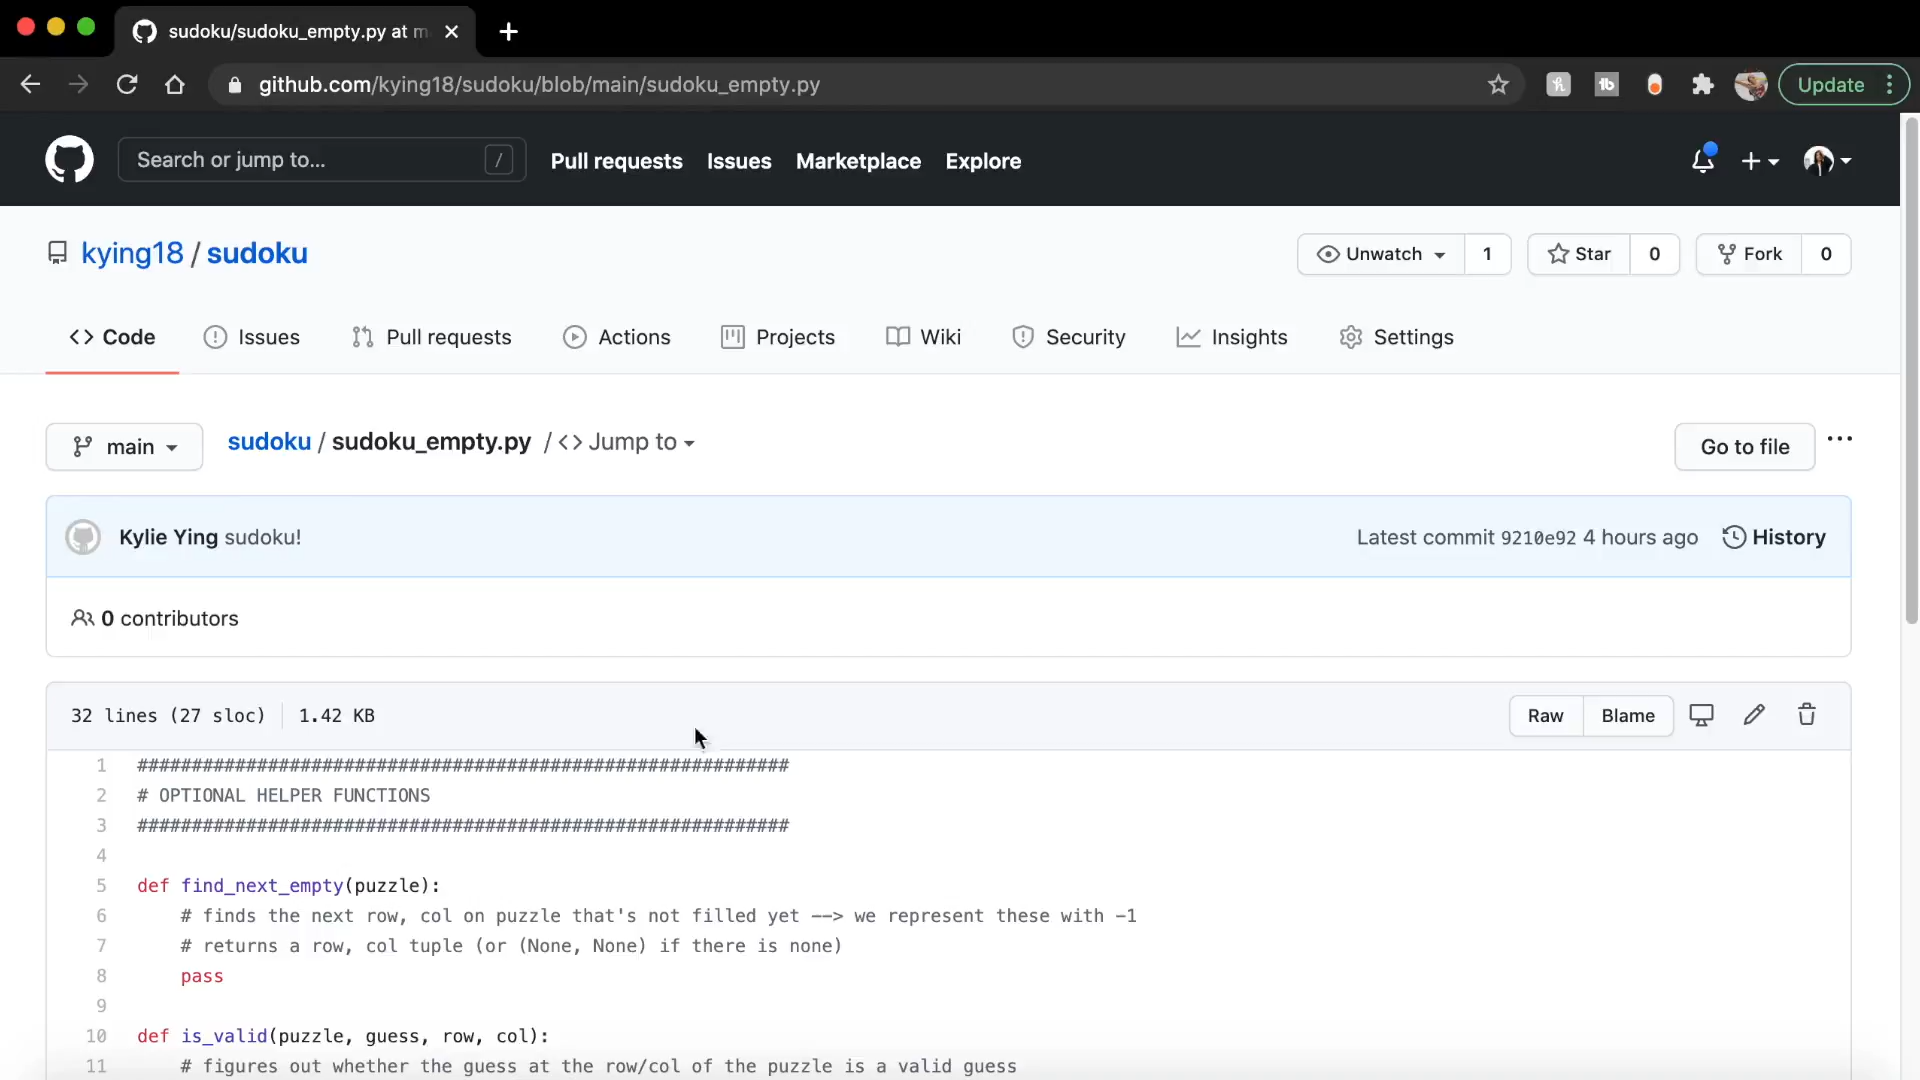 sudoku/sudoku_empty.py at m
github.com/kying18/sudoku/blob/main/sudoku_empty.py
Update
Search or jump to...
/
Pull requests
Issues
Marketplace
Explore
kying18 / sudoku
Unwatch
1
Star
0
Fork
0
Code
Issues
Pull requests
Actions
Projects
Wiki
Security
Insights
Settings
main
sudoku / sudoku_empty.py / <> Jump to
Go to file
Kylie Ying sudoku!
Latest commit 9210e92 4 hours ago
History
0 contributors
32 lines (27 sloc)
1.42 KB
Raw
Blame
1 ############################################################
2 # OPTIONAL HELPER FUNCTIONS
3 ############################################################
4
5 def find_next_empty(puzzle):
6 # finds the next row, col on puzzle that's not filled yet --> we represent these with -1
7 # returns a row, col tuple (or (None, None) if there is none)
8 pass
9
10 def is_valid(puzzle, guess, row, col):
11 # figures out whether the guess at the row/col of the puzzle is a valid guess